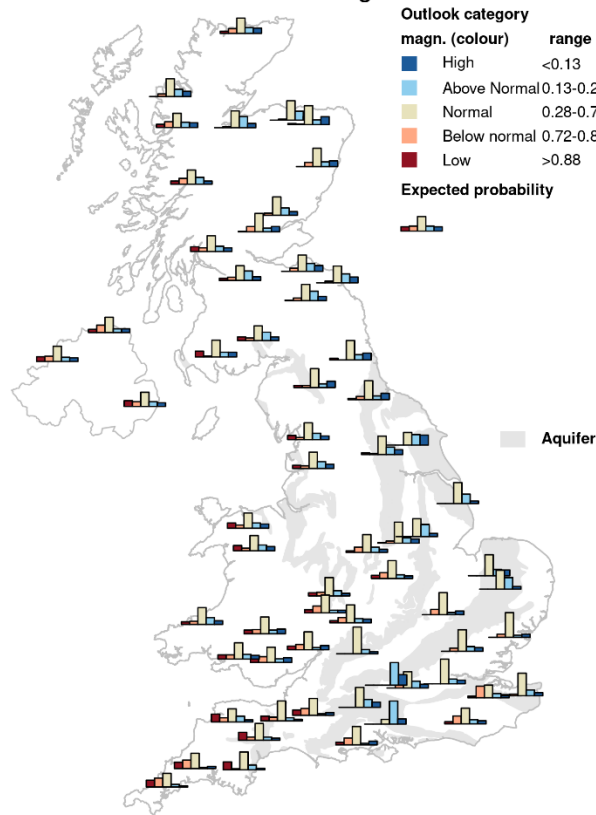 Outlook category
magn. (colour) range
High <0.13
Above Normal 0.13-0.2
Normal 0.28-0.7
Below normal 0.72-0.8
Low >0.88
Expected probability
Aquifer